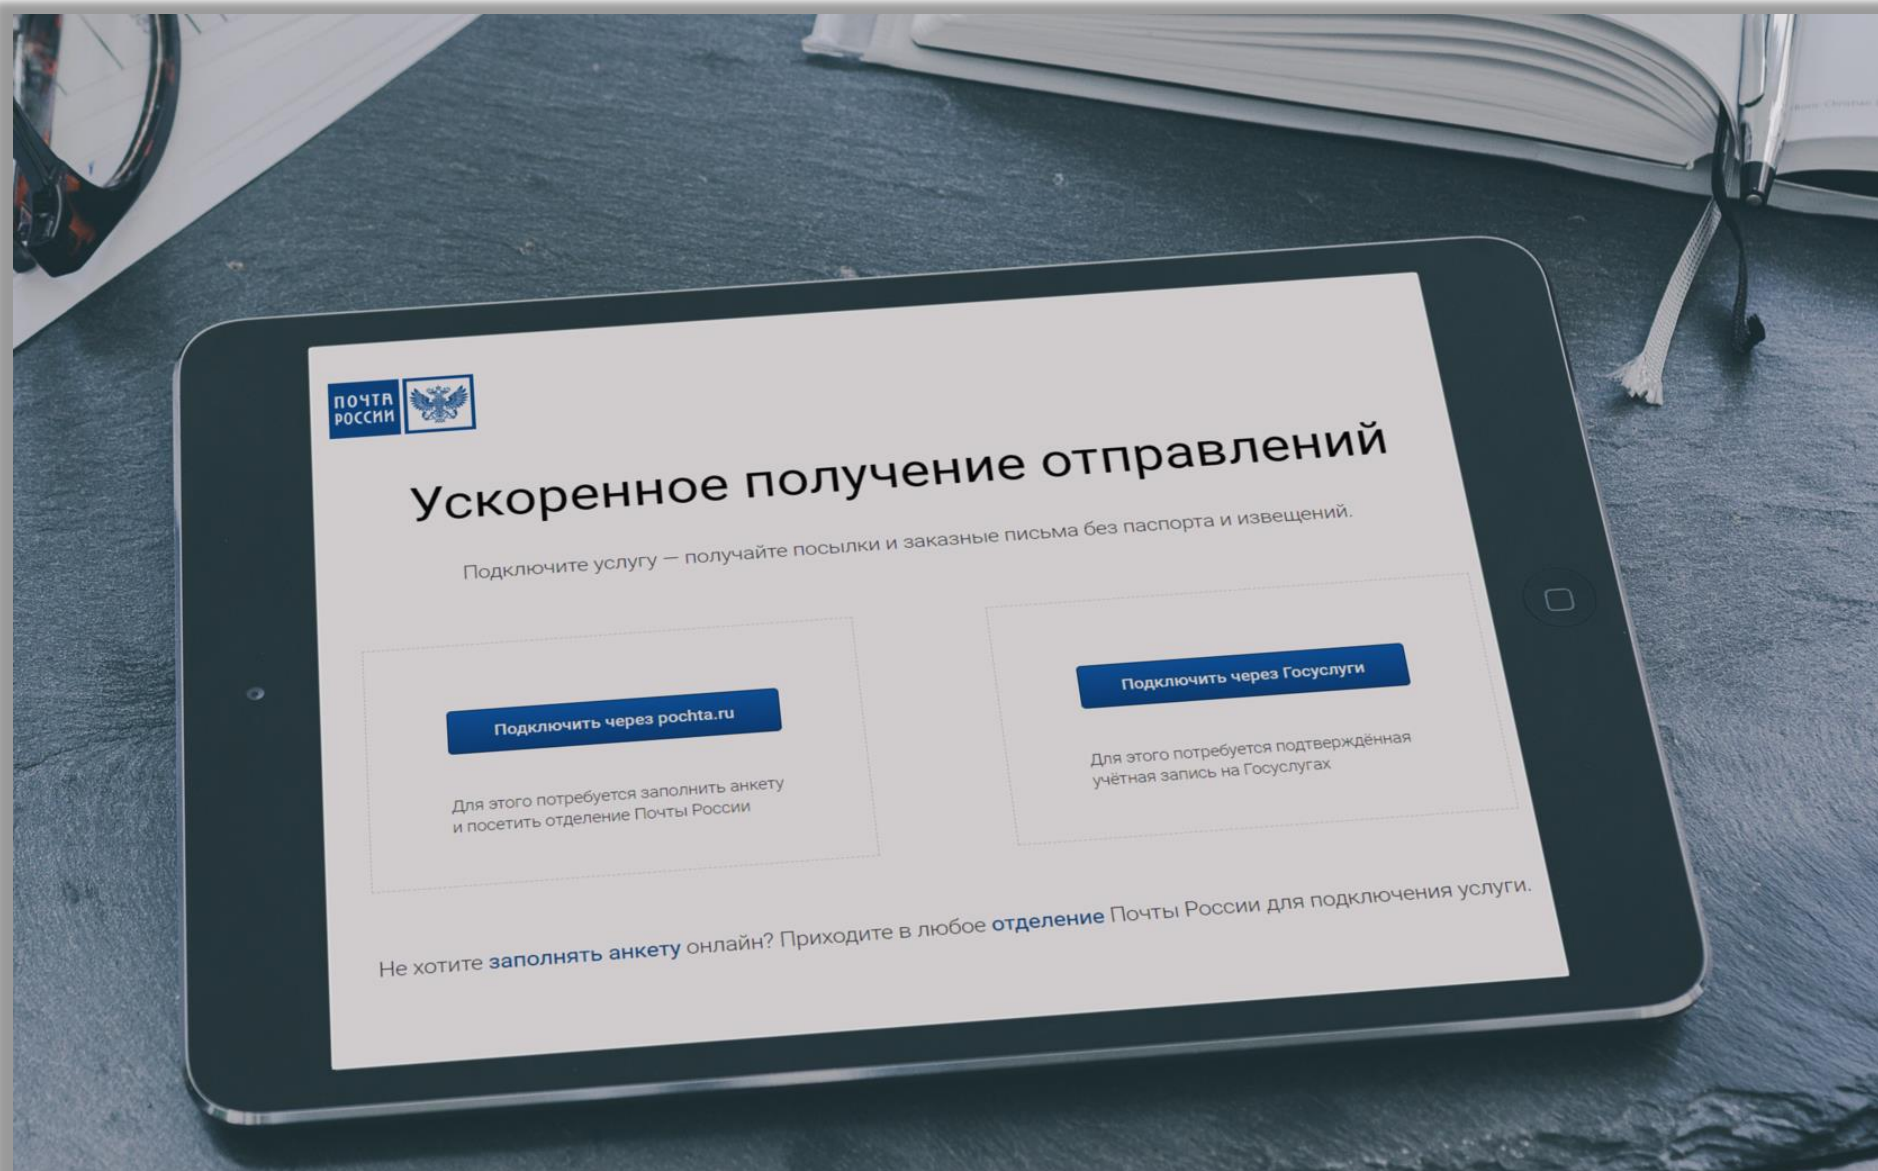 ПОЧТА
РОССИИ
Ускоренное получение отправлений
Подключите услугу — получайте посылки и заказные письма без паспорта и извещений.
Подключить через pochta.ru
Для этого потребуется заполнить анкету
и посетить отделение Почты России
Подключить через Госуслуги
Для этого потребуется подтверждённая
учётная запись на Госуслугах
Не хотите заполнять анкету онлайн? Приходите в любое отделение Почты России для подключения услуги.